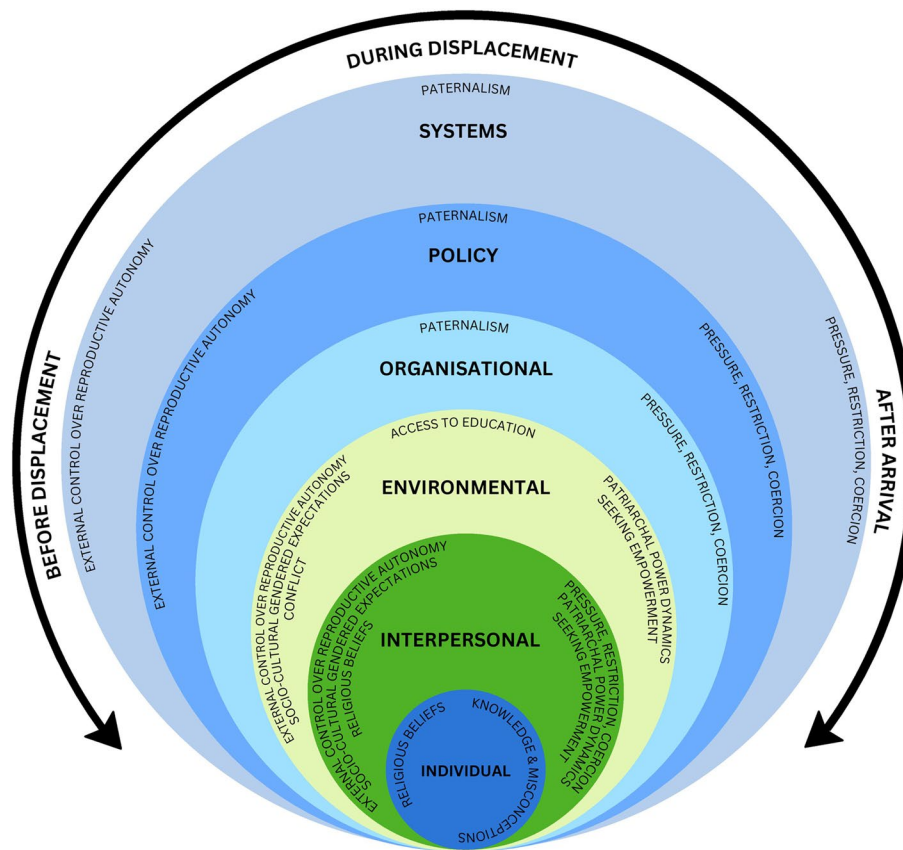 DURING DISPLACEMENT
BEFORE DISPLACEMENT
AFTER ARRIVAL
PATERNALISM
SYSTEMS
EXTERNAL CONTROL OVER REPRODUCTIVE AUTONOMY
PRESSURE, RESTRICTION, COERCION
PATERNALISM
POLICY
EXTERNAL CONTROL OVER REPRODUCTIVE AUTONOMY
PRESSURE, RESTRICTION, COERCION
PATERNALISM
ORGANISATIONAL
PRESSURE, RESTRICTION, COERCION
ACCESS TO EDUCATION
ENVIRONMENTAL
EXTERNAL CONTROL OVER REPRODUCTIVE AUTONOMY
SOCIO-CULTURAL GENDERED EXPECTATIONS
CONFLICT
PATRIARCHAL POWER DYNAMICS
SEEKING EMPOWERMENT
INTERPERSONAL
EXTERNAL CONTROL OVER REPRODUCTIVE AUTONOMY
SOCIO-CULTURAL GENDERED EXPECTATIONS
RELIGIOUS BELIEFS
PRESSURE, RESTRICTION, COERCION
PATRIARCHAL POWER DYNAMICS
SEEKING EMPOWERMENT
RELIGIOUS BELIEFS
KNOWLEDGE & MISCONCEPTIONS
INDIVIDUAL